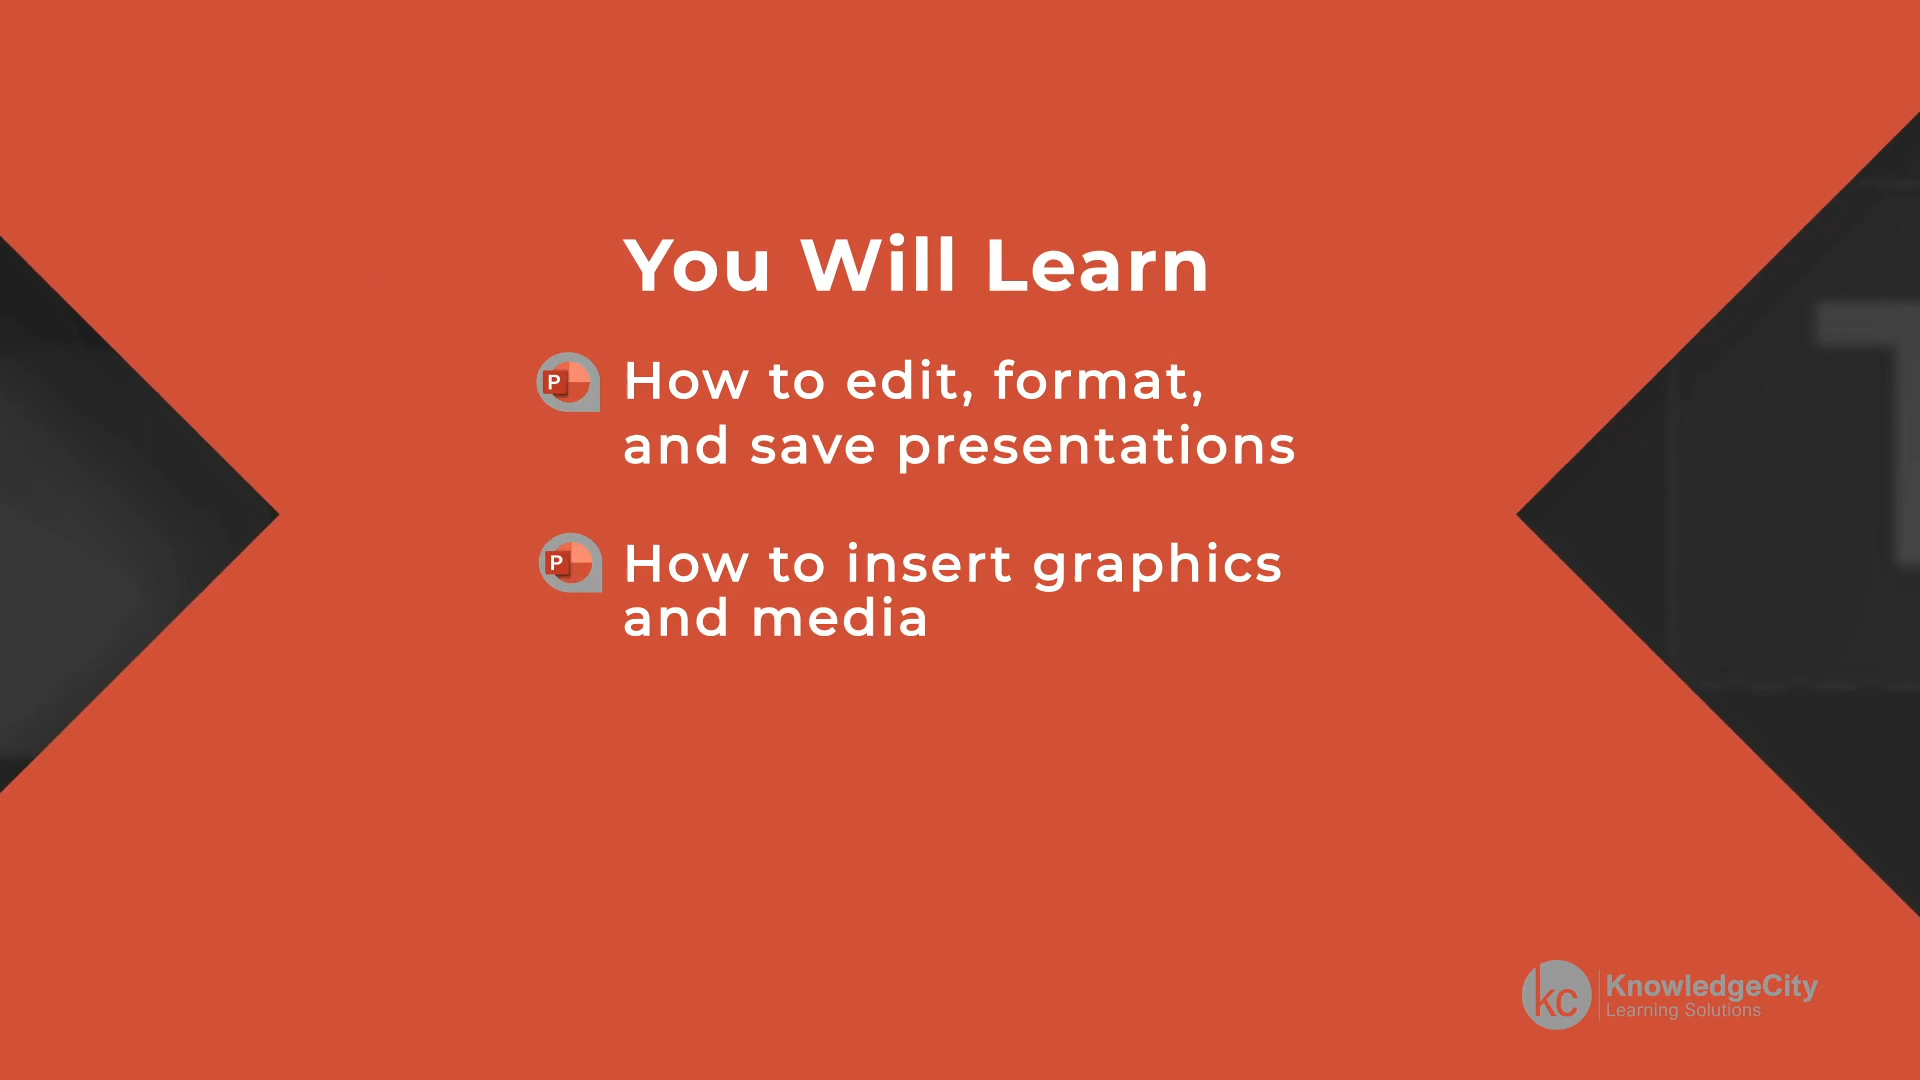 You Will Learn
P How to edit, format,
and save presentations
P How to insert graphics
and media
kc KnowledgeCity
Learning Solutions